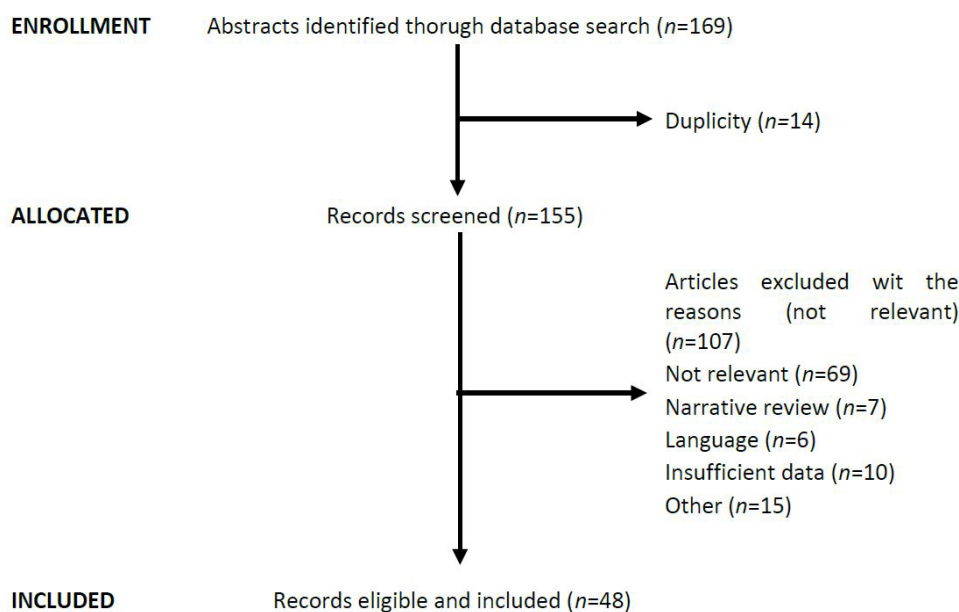 ENROLLMENT Abstracts identified thorugh database search (n=169)
Duplicity (n=14)
ALLOCATED Records screened (n=155)
Articles excluded wit the
reasons (not relevant)
(n=107)
Not relevant (n=69)
Narrative review (n=7)
Language (n=6)
Insufficient data (n=10)
Other (n=15)
INCLUDED Records eligible and included (n=48)